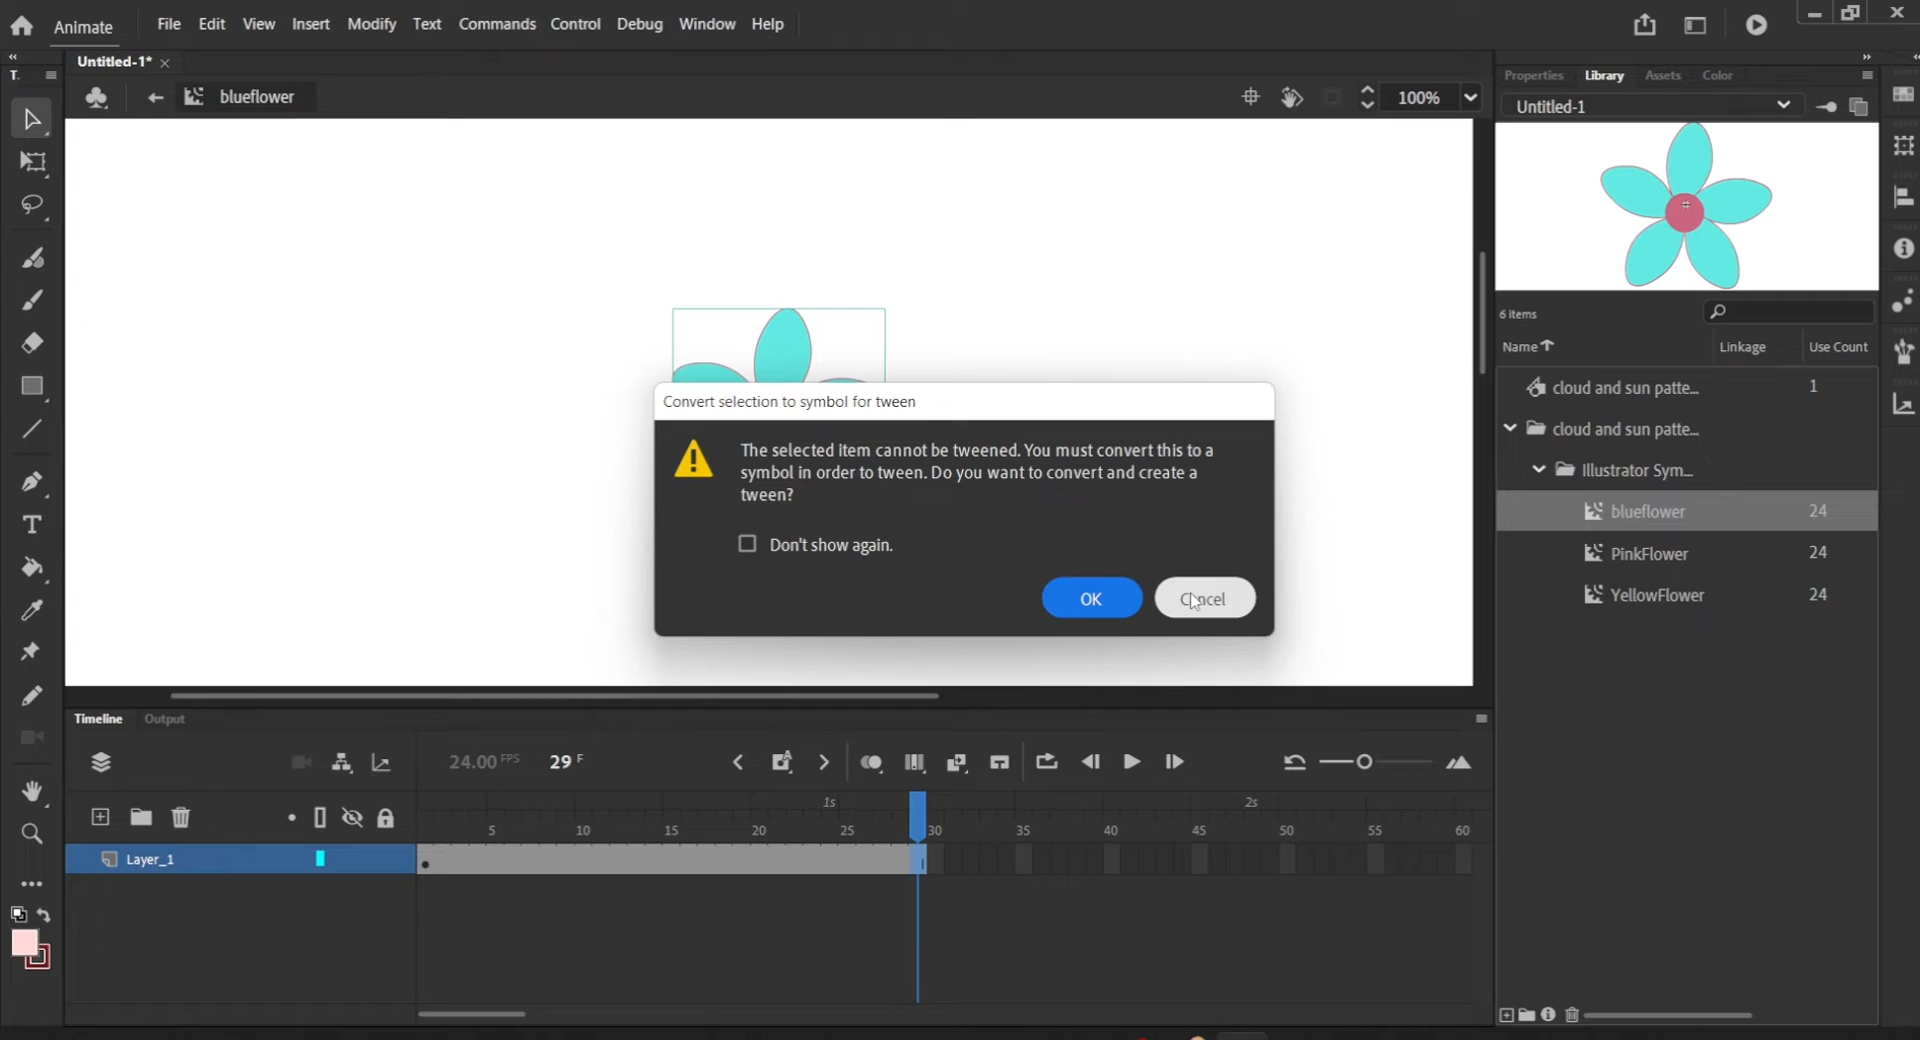 Animate
File Edit View Insert Modify Text Commands Control Debug Window Help
T.
Untitled-1*
blueflower
100%
Properties Library Assets Color
Untitled-1
6 items
Name Linkage Use Count
cloud and sun patte... 1
cloud and sun patte...
Illustrator Sym...
blueflower 24
PinkFlower 24
YellowFlower 24
Convert selection to symbol for tween
The selected item cannot be tweened. You must convert this to a
symbol in order to tween. Do you want to convert and create a
tween?
Don't show again.
OK Cancel
Timeline Output
24.00 FPS 29 F
1s 2s
5 10 15 20 25 30 35 40 45 50 55 60
Layer_1